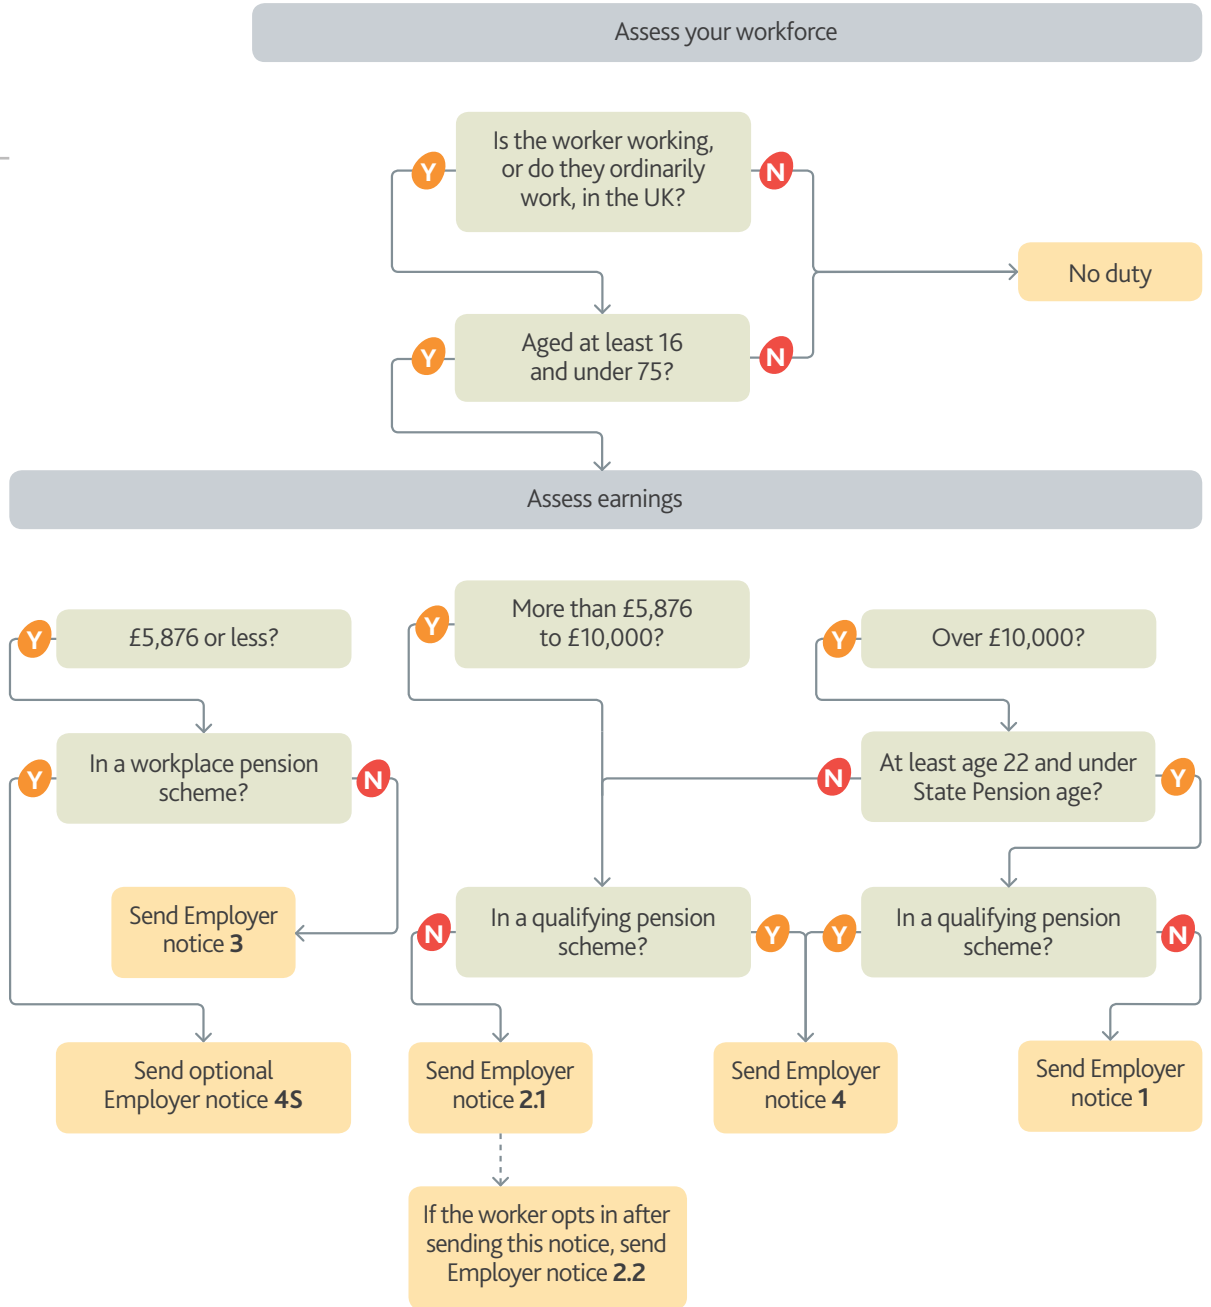 Assess your workforce
Is the worker working,
or do they ordinarily
work, in the UK?
Y
N
No duty
Aged at least 16
and under 75?
Y
N
Assess earnings
Y
£5,876 or less?
Y
More than £5,876
to £10,000?
Y
Over £10,000?
Y
In a workplace pension
scheme?
N
N
At least age 22 and under
State Pension age?
Y
Send Employer
notice 3
N
In a qualifying pension
scheme?
Y
Y
In a qualifying pension
scheme?
N
Send optional
Employer notice 4S
Send Employer
notice 2.1
Send Employer
notice 4
Send Employer
notice 1
If the worker opts in after
sending this notice, send
Employer notice 2.2